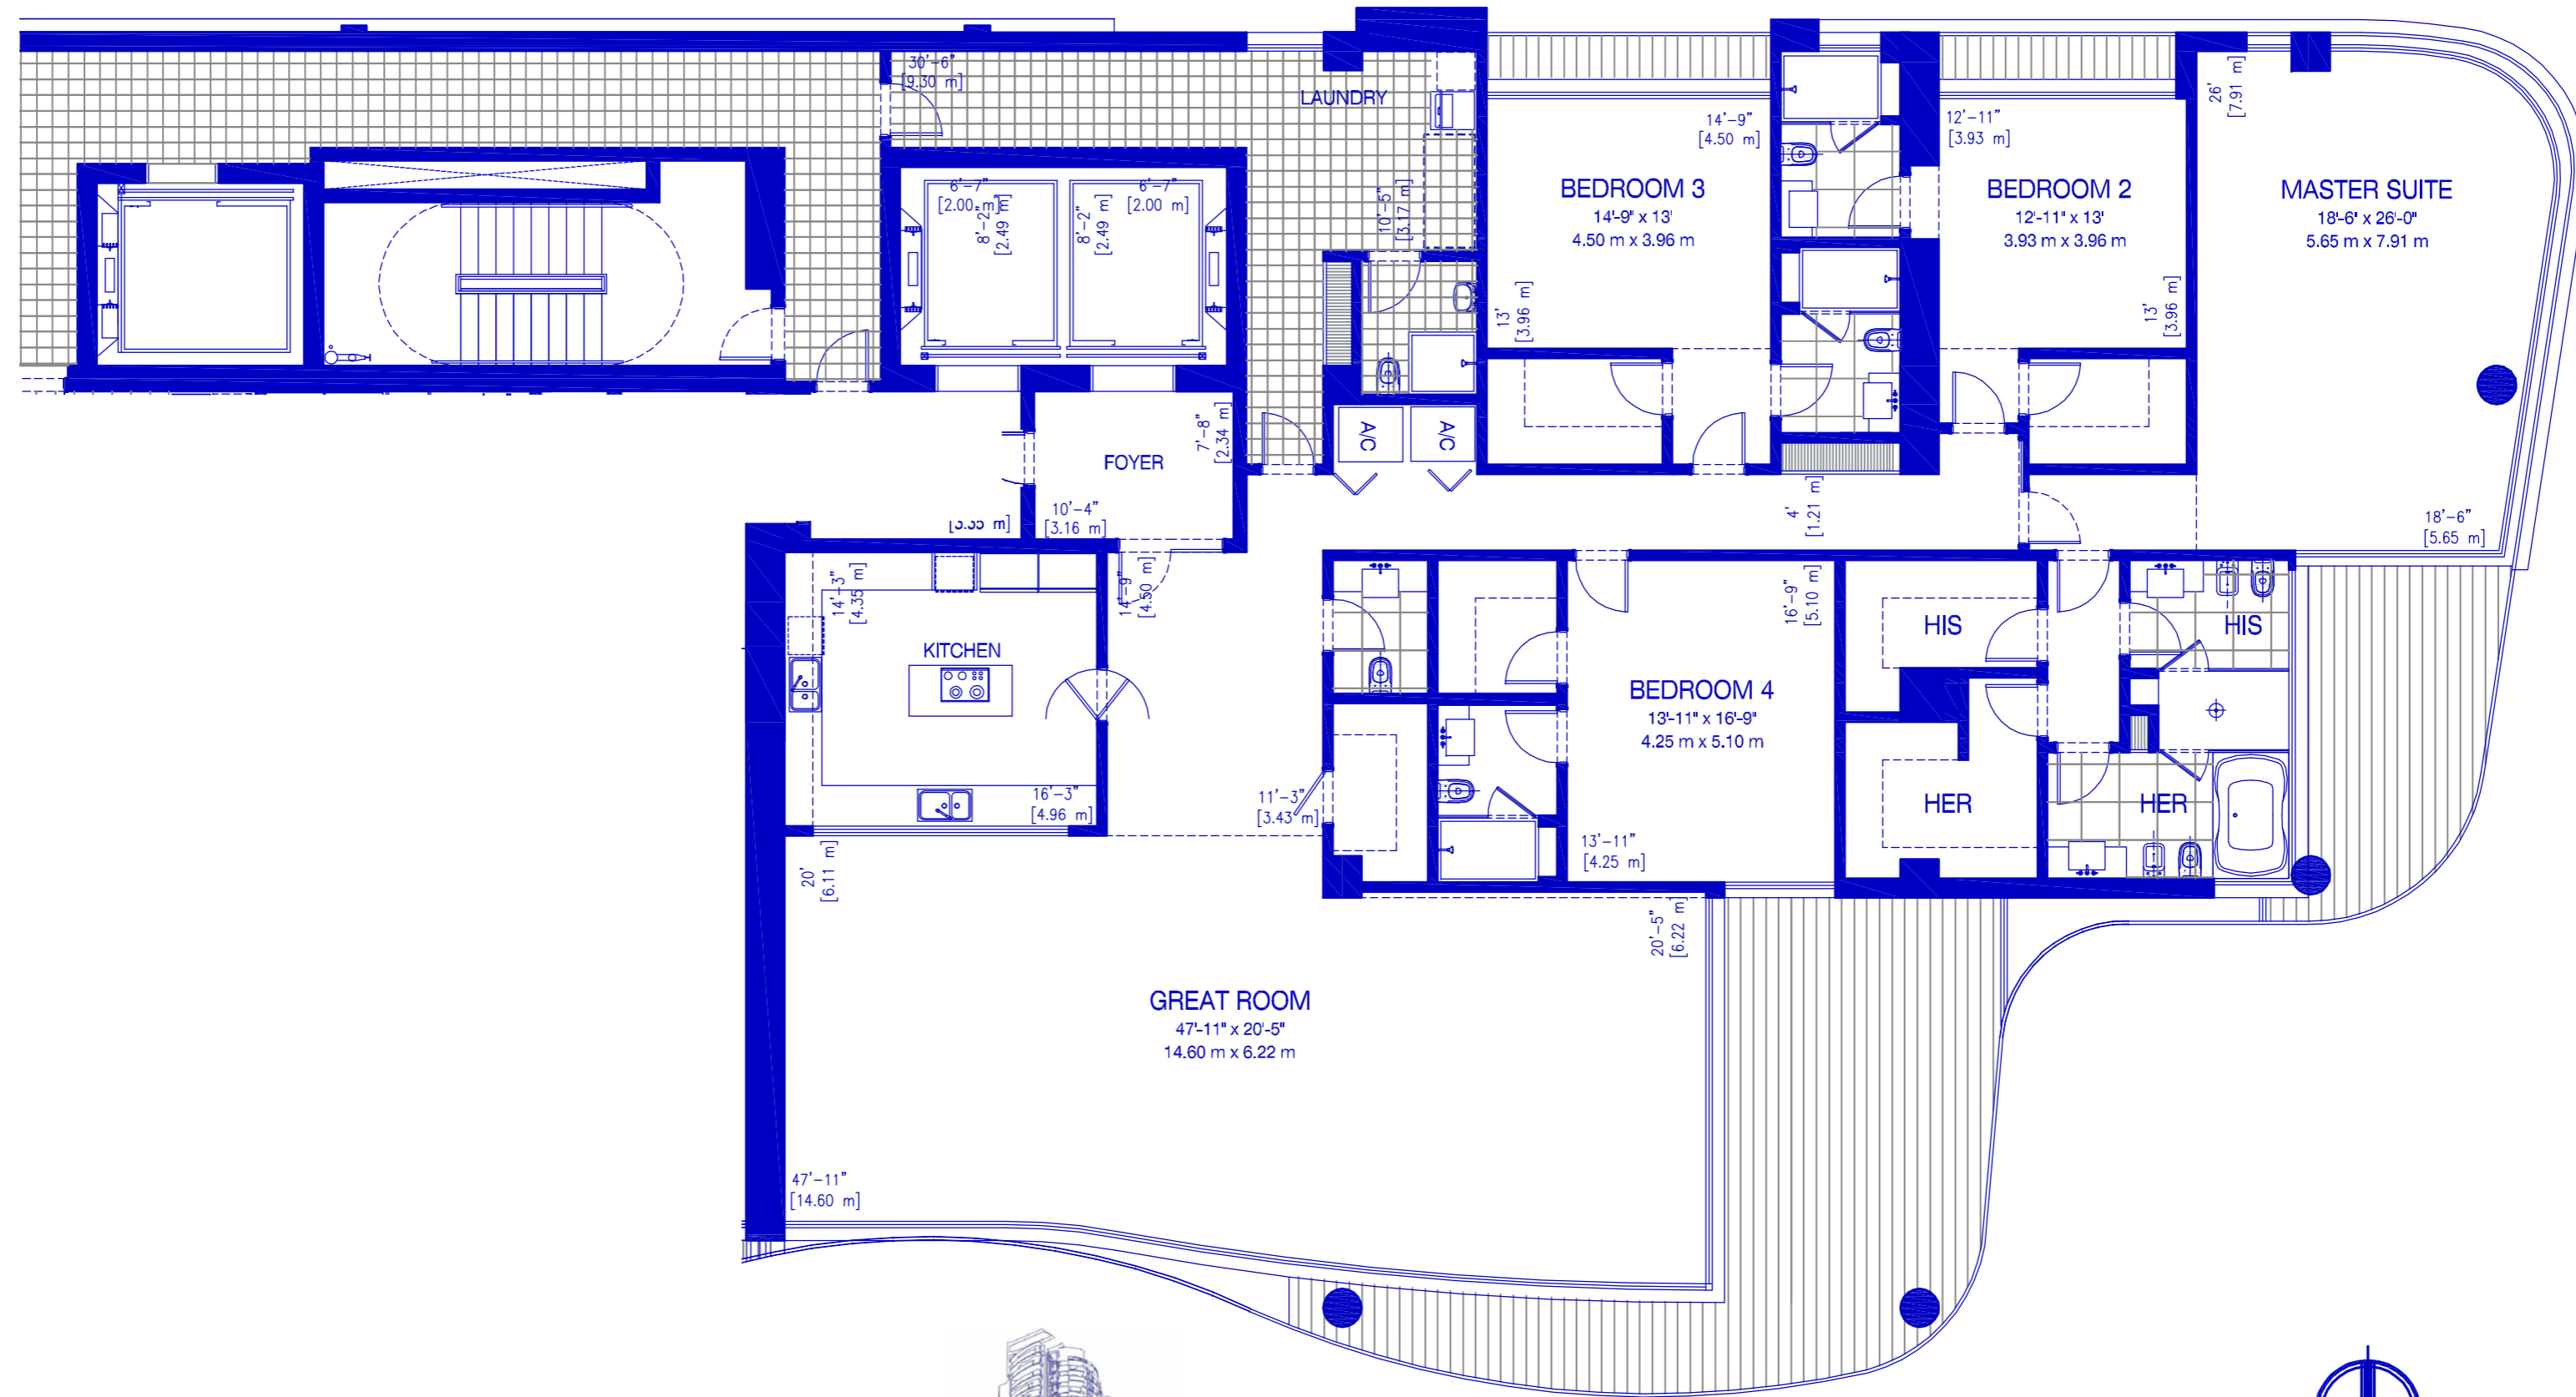 30'-6"
[9.30 m]
LAUNDRY
14'-9"
[4.50 m]
12'-11"
[3.93 m]
26'
[7.91 m]
6'-7"
[2.00 m]
8'-2"
[2.49 m]
8'-2"
[2.49 m]
6'-7"
[2.00 m]
10'-5"
[3.17 m]
BEDROOM 3
14'-9" x 13'
4.50 m x 3.96 m
BEDROOM 2
12'-11" x 13'
3.93 m x 3.96 m
MASTER SUITE
18'-6" x 26'-0"
5.65 m x 7.91 m
13'
[3.96 m]
13'
[3.96 m]
7'-8"
[2.34 m]
A/C
A/C
FOYER
10'-4"
[3.16 m]
4'
[1.21 m]
18'-6"
[5.65 m]
14'-3"
[4.35 m]
14'-9"
[4.50 m]
16'-9"
[5.10 m]
HIS
HIS
KITCHEN
BEDROOM 4
13'-11" x 16'-9"
4.25 m x 5.10 m
16'-3"
[4.96 m]
11'-3"
[3.43 m]
HER
HER
13'-11"
[4.25 m]
20'
[6.11 m]
20'-5"
[6.22 m]
GREAT ROOM
47'-11" x 20'-5"
14.60 m x 6.22 m
47'-11"
[14.60 m]